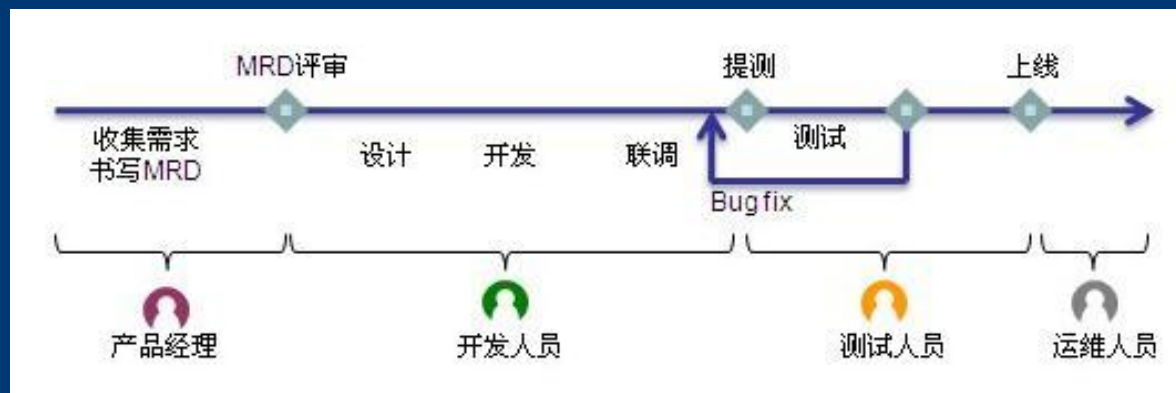 MRD评审
提测
上线
收集需求
书写MRD
设计
开发
联调
测试
Bug fix
产品经理
开发人员
测试人员
运维人员